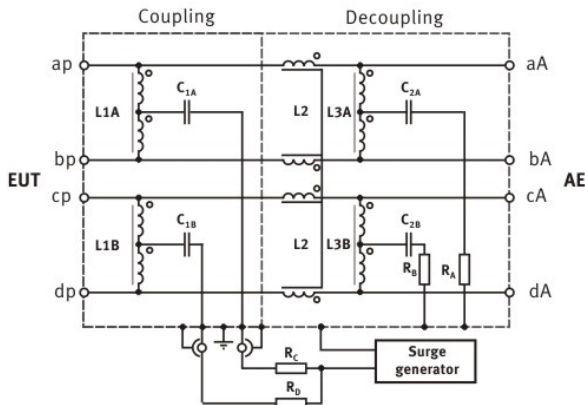 Coupling Decoupling
ap aA
C1A C2A
L1A L2 L3A
bp bA
EUT AE
cp cA
C1B C2B
L1B L2 L3B
RB RA
dp dA
RC Surge
generator
RD